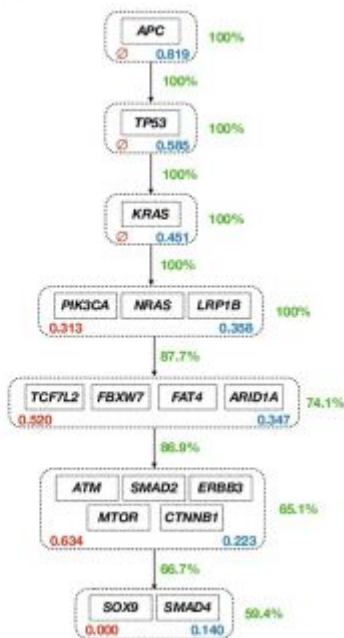 APC
100%
∅ 0.819
100%
TP53
100%
∅ 0.585
100%
KRAS
100%
∅ 0.451
100%
PIK3CA NRAS LRP1B
100%
0.313 0.358
87.7%
TCF7L2 FBXW7 FAT4 ARID1A
74.1%
0.520 0.347
86.9%
ATM SMAD2 ERBB3
MTOR CTNNB1
65.1%
0.634 0.223
66.7%
SOX9 SMAD4
59.4%
0.000 0.140